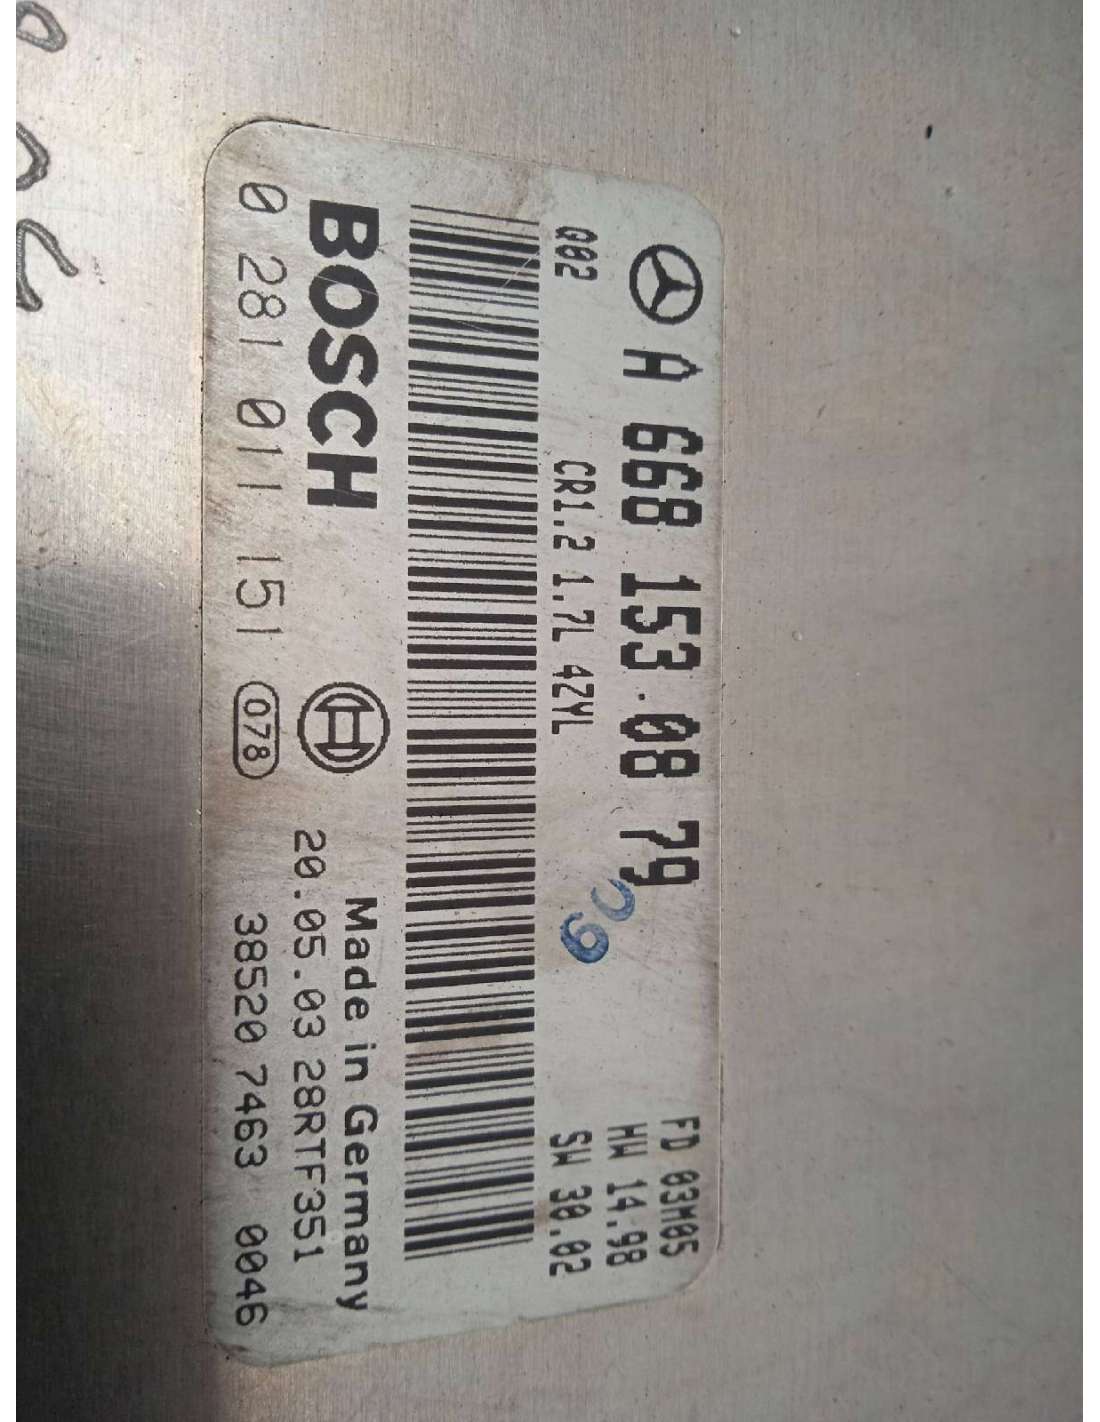 A 668 153.08 79
FD 03M05
HW 14.98
Q02
CR1.2 1.7L 4ZYL
SW 30.02
09
BOSCH
Made in Germany
20.05.03 28RTF351
0 281 011 151
078
38520 7463 0046